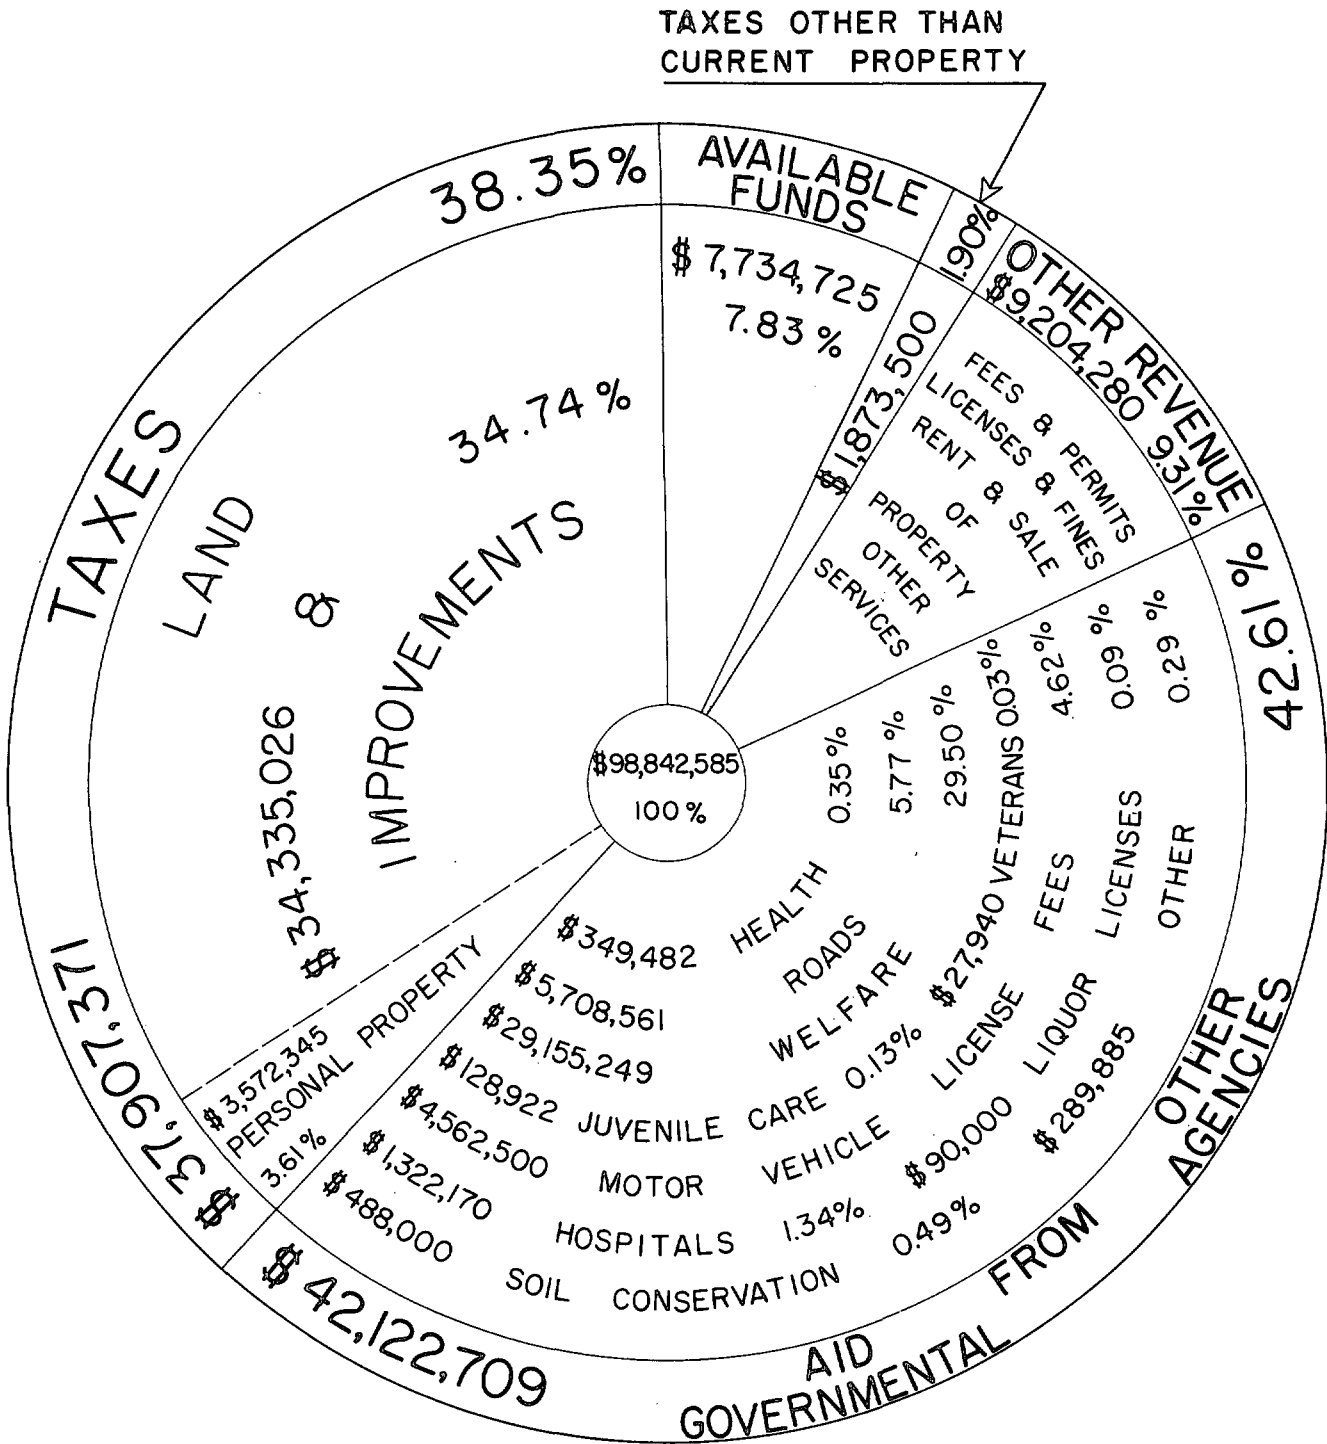 TAXES OTHER THAN
CURRENT PROPERTY
AVAILABLE
FUNDS
$ 7,734,725
7.83 %
1.90%
$ 1,873,500
OTHER REVENUE
$9,204,280 9.31%
FEES & PERMITS
LICENSES & FINES
RENT & SALE
OF
PROPERTY
OTHER
SERVICES
42.61 %
AID FROM OTHER
GOVERNMENTAL AGENCIES
$ 42,122,709
$349,482 HEALTH 0.35 %
$5,708,561 ROADS 5.77 %
$29,155,249 WELFARE 29.50 %
$128,922 JUVENILE CARE 0.13%
$27,940 VETERANS 0.03%
$4,562,500 MOTOR VEHICLE LICENSE FEES 4.62%
$1,322,170 HOSPITALS 1.34%
$90,000 LIQUOR LICENSES 0.09 %
$488,000 SOIL CONSERVATION 0.49%
$289,885 OTHER 0.29 %
TAXES 38.35%
$ 37,907,371
LAND
&
IMPROVEMENTS
34.74 %
$ 34,335,026
$ 3,572,345
PERSONAL PROPERTY
3.61 %
$98,842,585
100 %